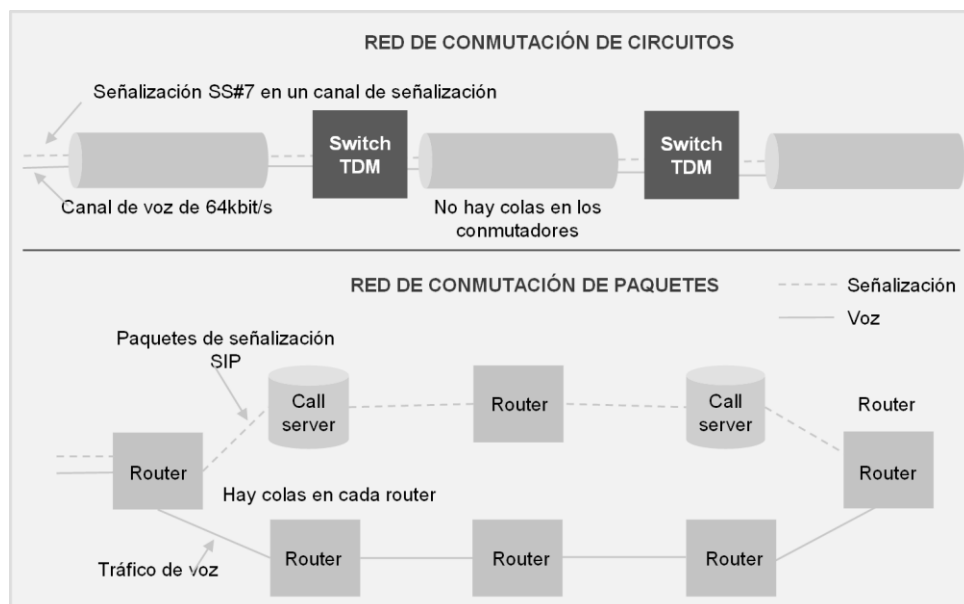 RED DE CONMUTACIÓN DE CIRCUITOS
Señalización SS#7 en un canal de señalización
Switch
TDM
Switch
TDM
Canal de voz de 64kbit/s
No hay colas en los
conmutadores
RED DE CONMUTACIÓN DE PAQUETES
Señalización
Voz
Paquetes de señalización
SIP
Call
server
Router
Call
server
Router
Router
Router
Hay colas en cada router
Router
Router
Router
Tráfico de voz